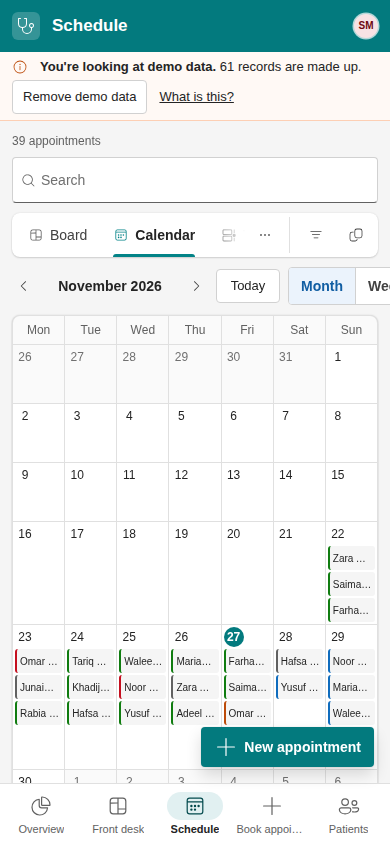 Schedule
SM
You're looking at demo data. 61 records are made up.
Remove demo data
What is this?
39 appointments
Search
Board
Calendar
November 2026
Today
Month
Mon Tue Wed Thu Fri Sat Sun
26 27 28 29 30 31 1
2 3 4 5 6 7 8
9 10 11 12 13 14 15
16 17 18 19 20 21 22
Zara ...
Saima...
Farha...
23 24 25 26 27 28 29
Omar ... Tariq ... Walee... Maria... Farha... Hafsa ... Noor ...
Junai... Khadij... Noor ... Zara ... Saima... Yusuf ... Maria...
Rabia ... Hafsa ... Yusuf ... Adeel ... Omar ... Walee...
New appointment
30 1 2 3 4 5 6
Overview
Front desk
Schedule
Book appoi...
Patients